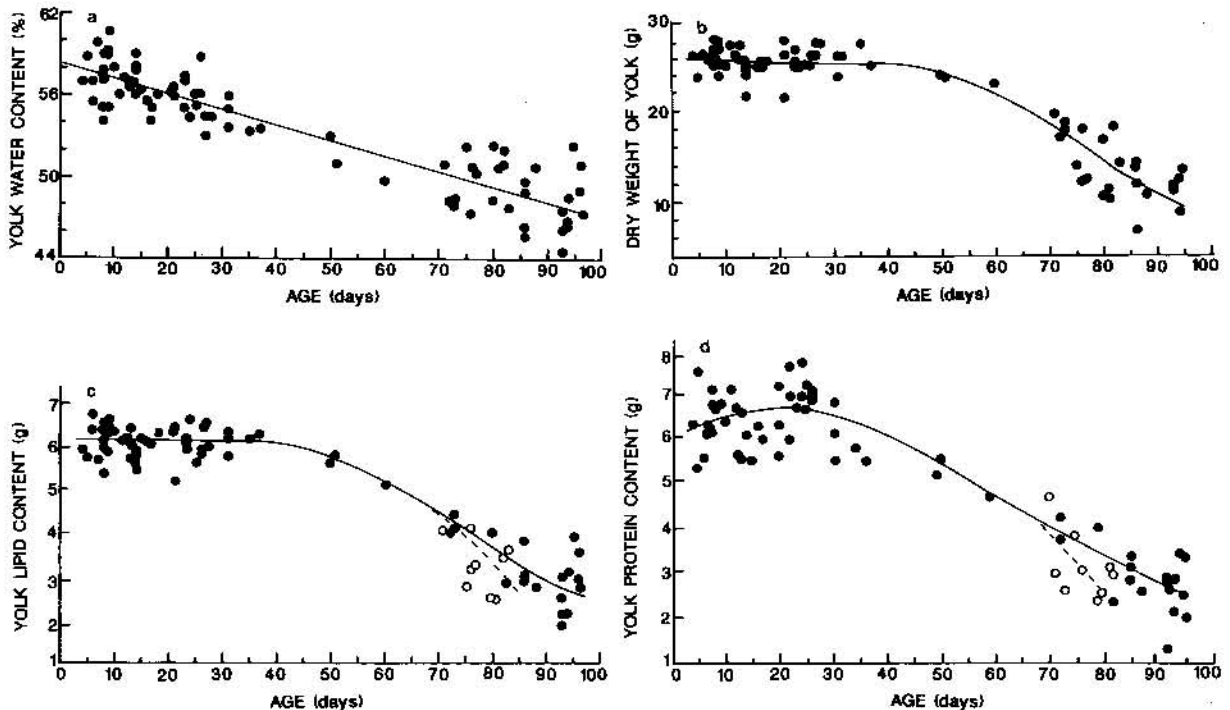 a
YOLK WATER CONTENT (%)
62
56
50
44
0 10 20 30 40 50 60 70 80 90 100
AGE (days)
b
DRY WEIGHT OF YOLK (g)
30
20
10
0 10 20 30 40 50 60 70 80 90 100
AGE (days)
c
YOLK LIPID CONTENT (g)
7
6
5
4
3
2
1
0 10 20 30 40 50 60 70 80 90 100
AGE (days)
d
YOLK PROTEIN CONTENT (g)
8
7
6
5
4
3
2
1
0 10 20 30 40 50 60 70 80 90 100
AGE (days)